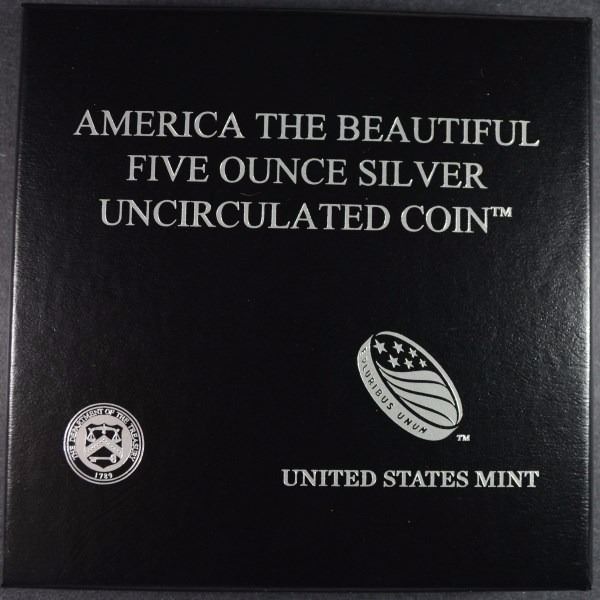 AMERICA THE BEAUTIFUL
FIVE OUNCE SILVER
UNCIRCULATED COIN™
E PLURIBUS UNUM
TM
THE DEPARTMENT OF THE TREASURY
1789
UNITED STATES MINT